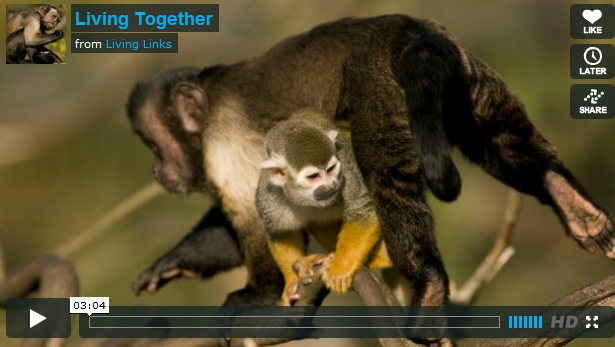 Living Together
from Living Links
LIKE
LATER
SHARE
03:04
HD